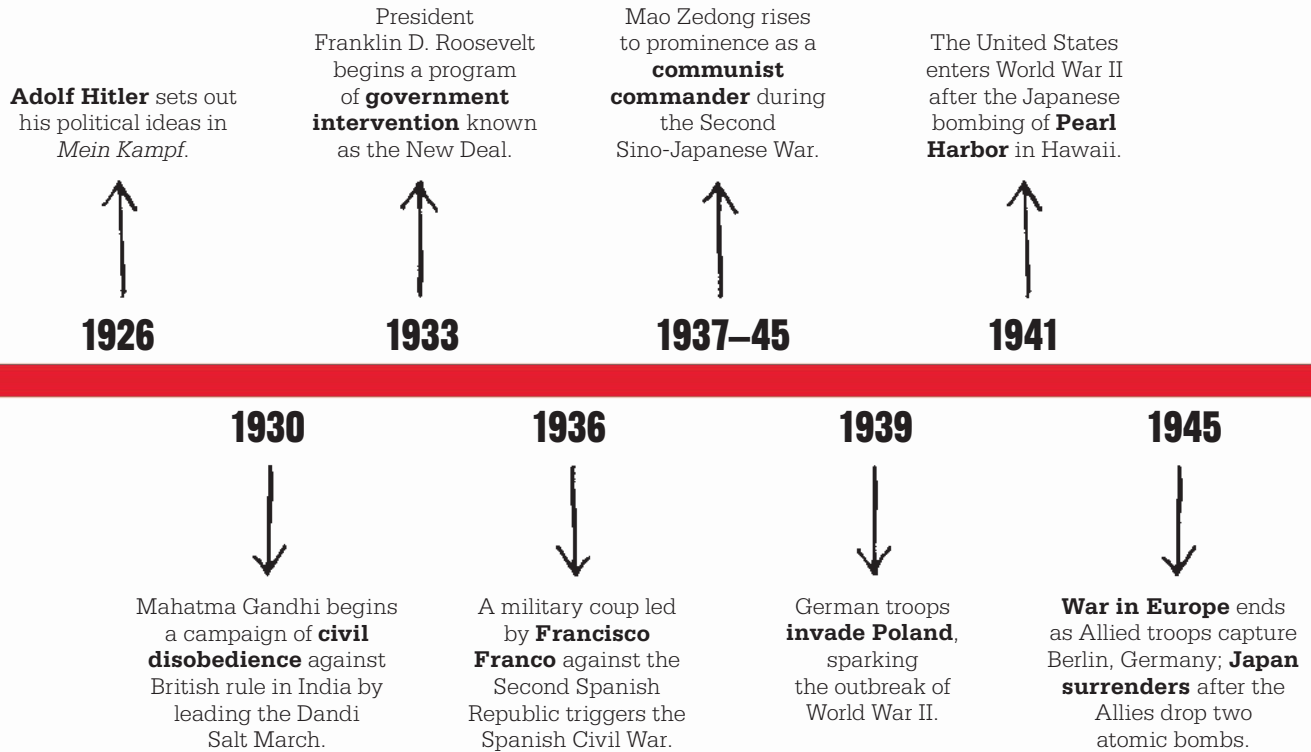 Adolf Hitler sets out
his political ideas in
Mein Kampf.
1926
President
Franklin D. Roosevelt
begins a program
of government
intervention known
as the New Deal.
1933
Mao Zedong rises
to prominence as a
communist
commander during
the Second
Sino-Japanese War.
1937–45
The United States
enters World War II
after the Japanese
bombing of Pearl
Harbor in Hawaii.
1941
1930
Mahatma Gandhi begins
a campaign of civil
disobedience against
British rule in India by
leading the Dandi
Salt March.
1936
A military coup led
by Francisco
Franco against the
Second Spanish
Republic triggers the
Spanish Civil War.
1939
German troops
invade Poland,
sparking
the outbreak of
World War II.
1945
War in Europe ends
as Allied troops capture
Berlin, Germany; Japan
surrenders after the
Allies drop two
atomic bombs.